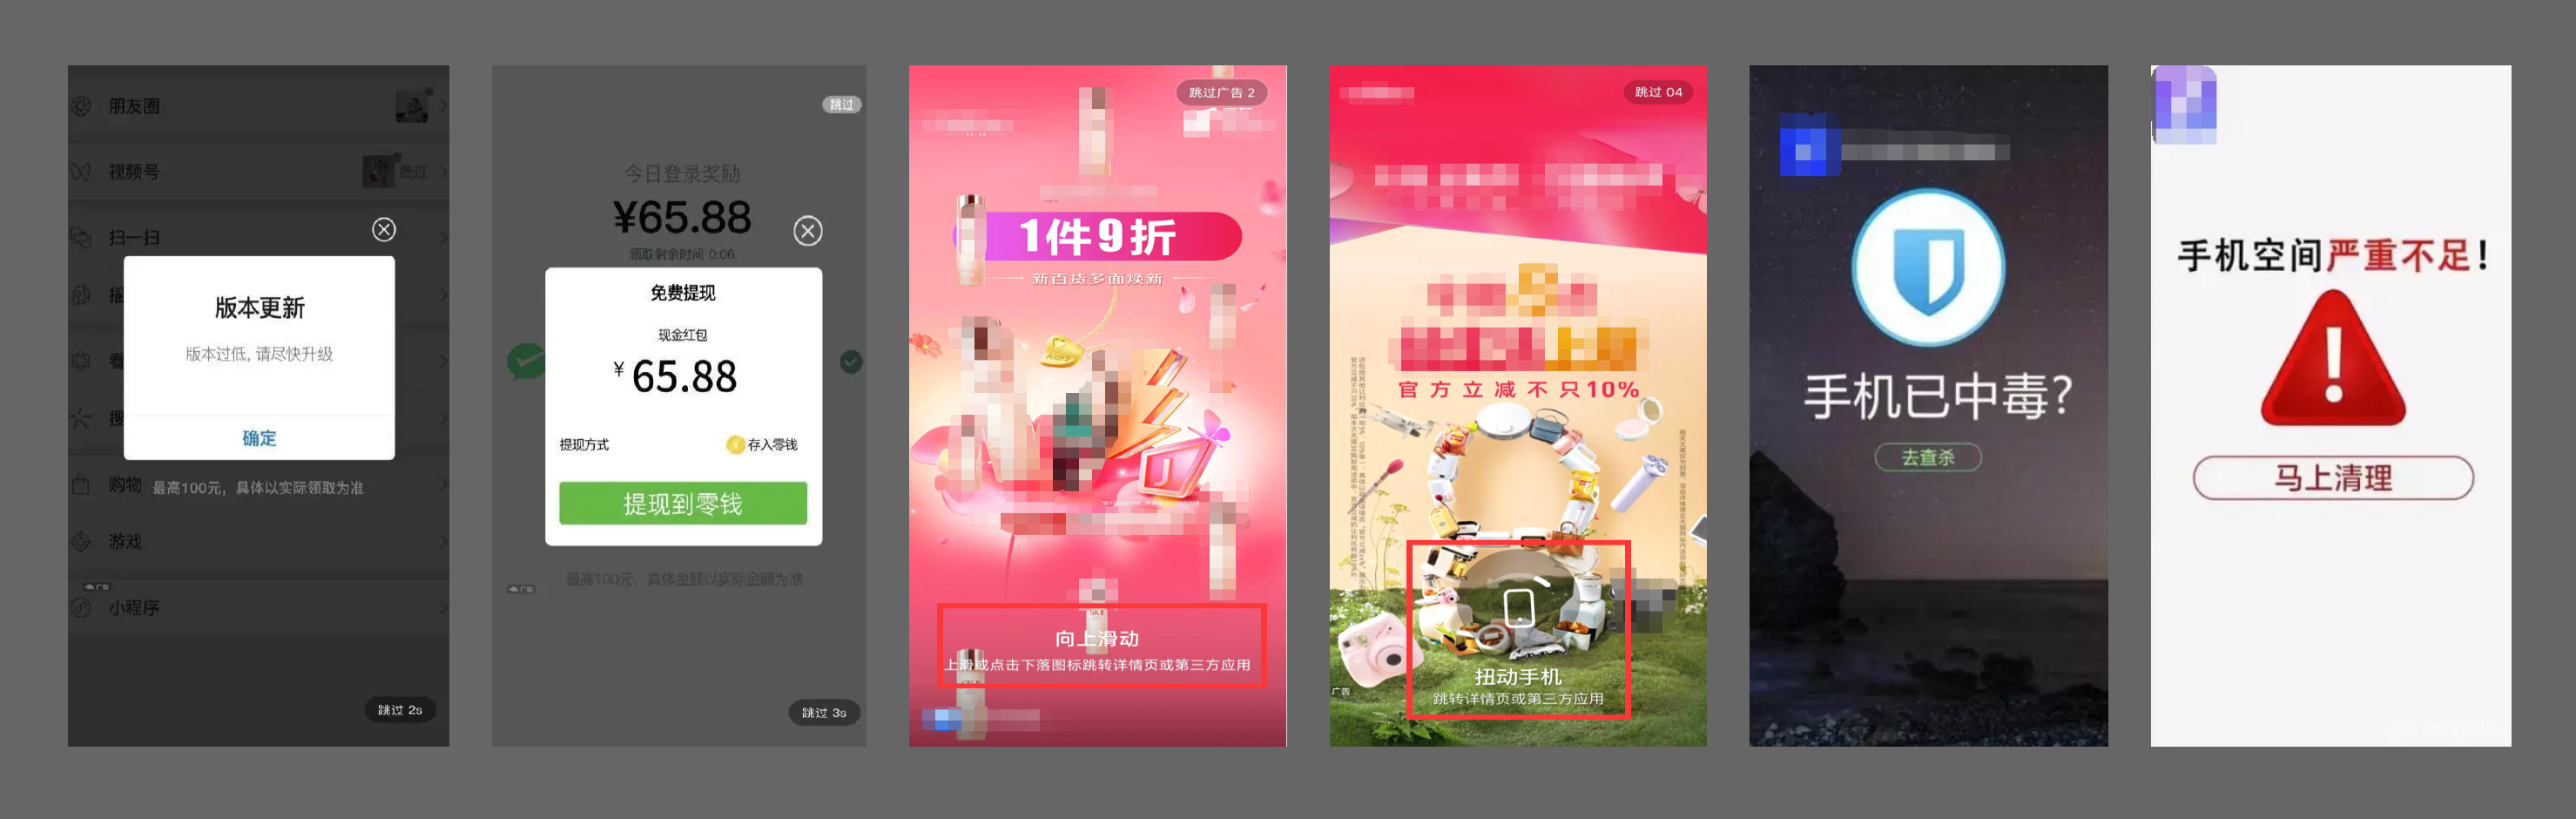 朋友圈
视频号
赞过
扫一扫
版本更新
版本过低, 请尽快升级
确定
购物
最高100元，具体以实际领取为准
游戏
广告
小程序
跳过 2s
跳过
今日登录奖励
¥65.88
领取剩余时间 0:06
免费提现
现金红包
¥ 65.88
提现方式
存入零钱
提现到零钱
最高100元，具体金额以实际金额为准
广告
跳过 3s
跳过广告 2
1件9折
新百货多面焕新
向上滑动
上滑或点击下落图标跳转详情页或第三方应用
跳过 04
官方立减不只10%
扭动手机
跳转详情页或第三方应用
广告
手机已中毒?
去查杀
手机空间严重不足!
马上清理